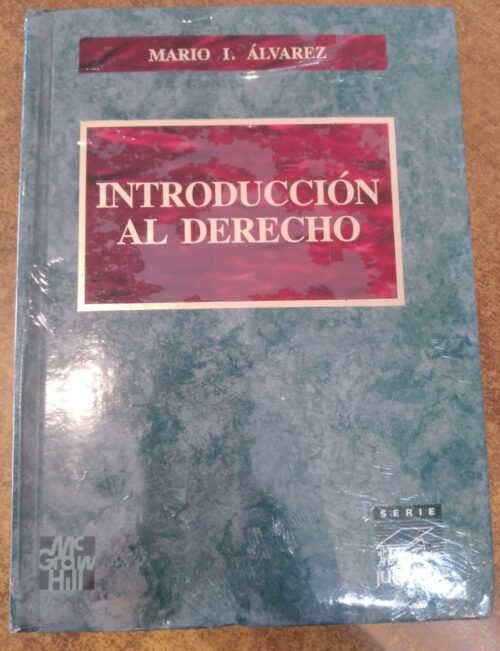 MARIO I. ÁLVAREZ
INTRODUCCIÓN
AL DERECHO
SERIE
Mc
Graw
Hill